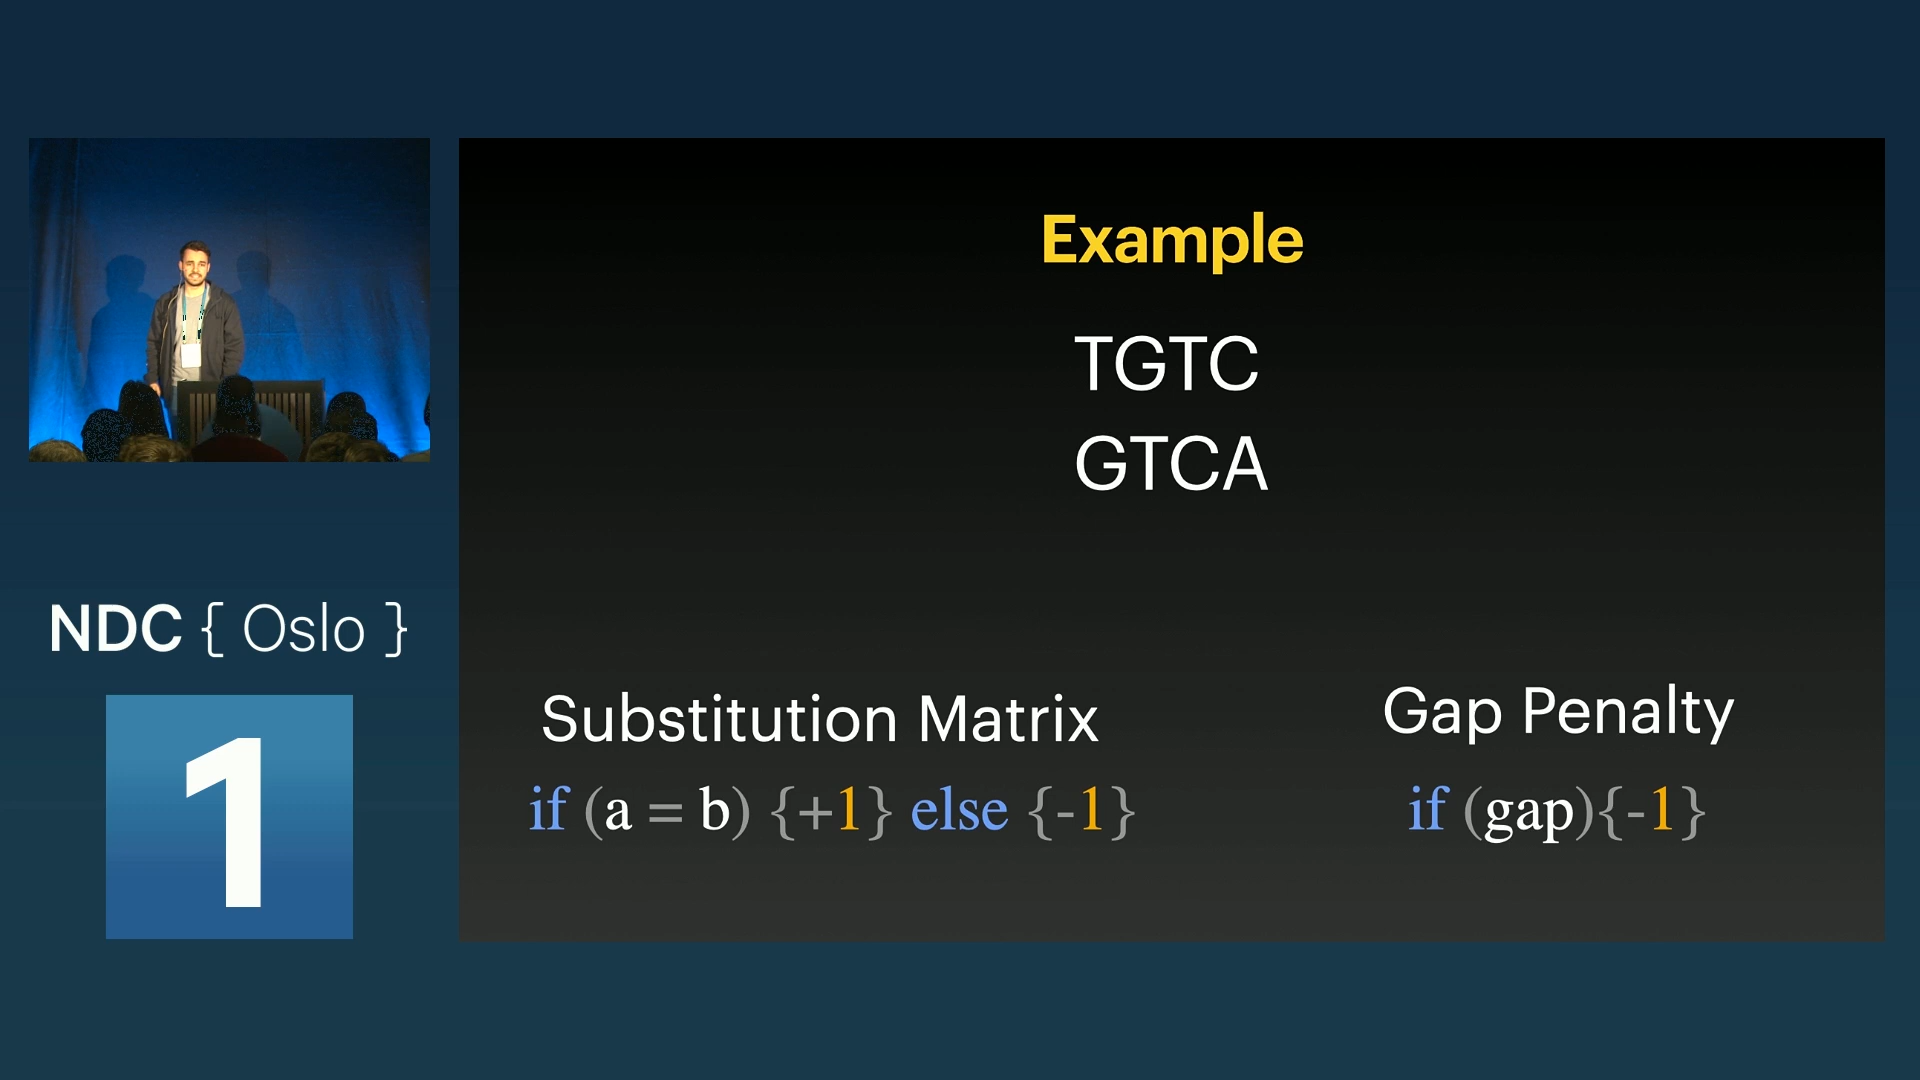 Example
TGTC
GTCA
Substitution Matrix
if (a = b) {+1} else {-1}
Gap Penalty
if (gap){-1}
NDC { Oslo }
1